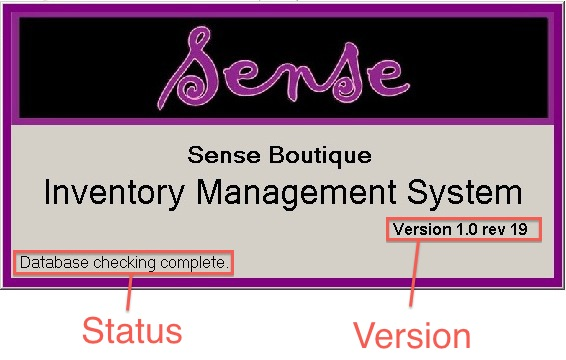 Sense
Sense Boutique
Inventory Management System
Version 1.0 rev 19
Database checking complete.
Status
Version